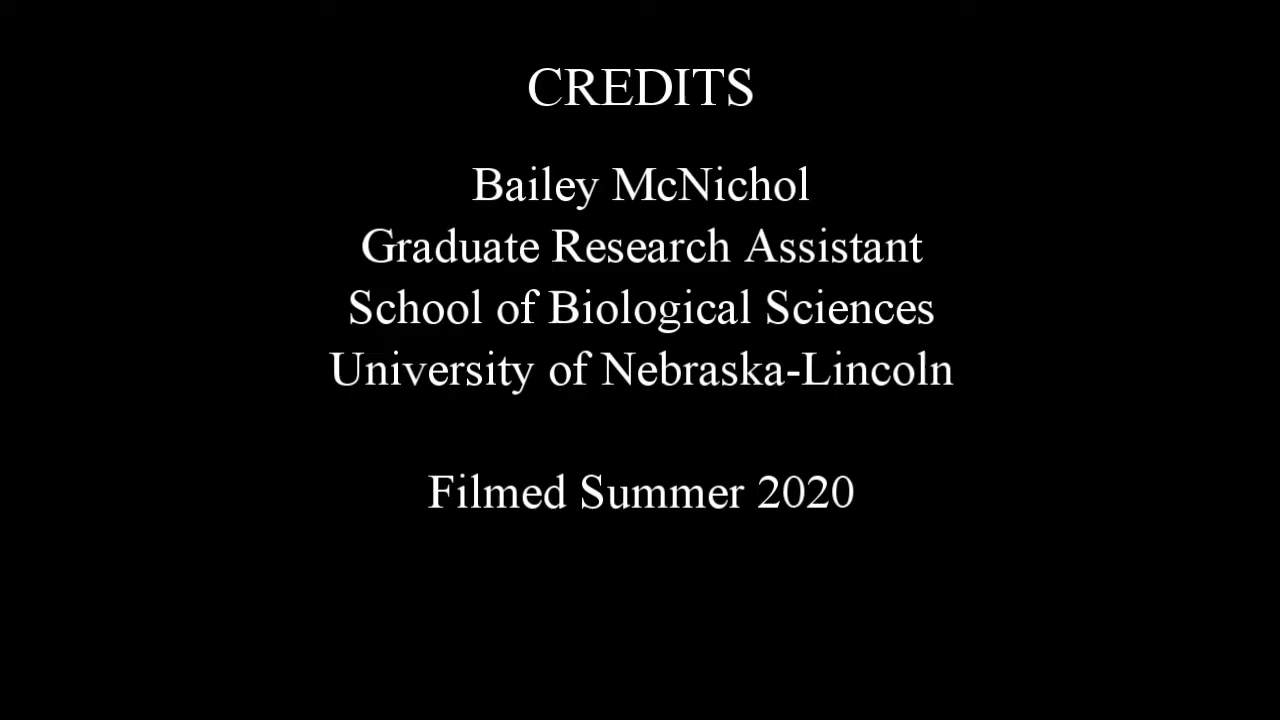 CREDITS
Bailey McNichol
Graduate Research Assistant
School of Biological Sciences
University of Nebraska-Lincoln
Filmed Summer 2020